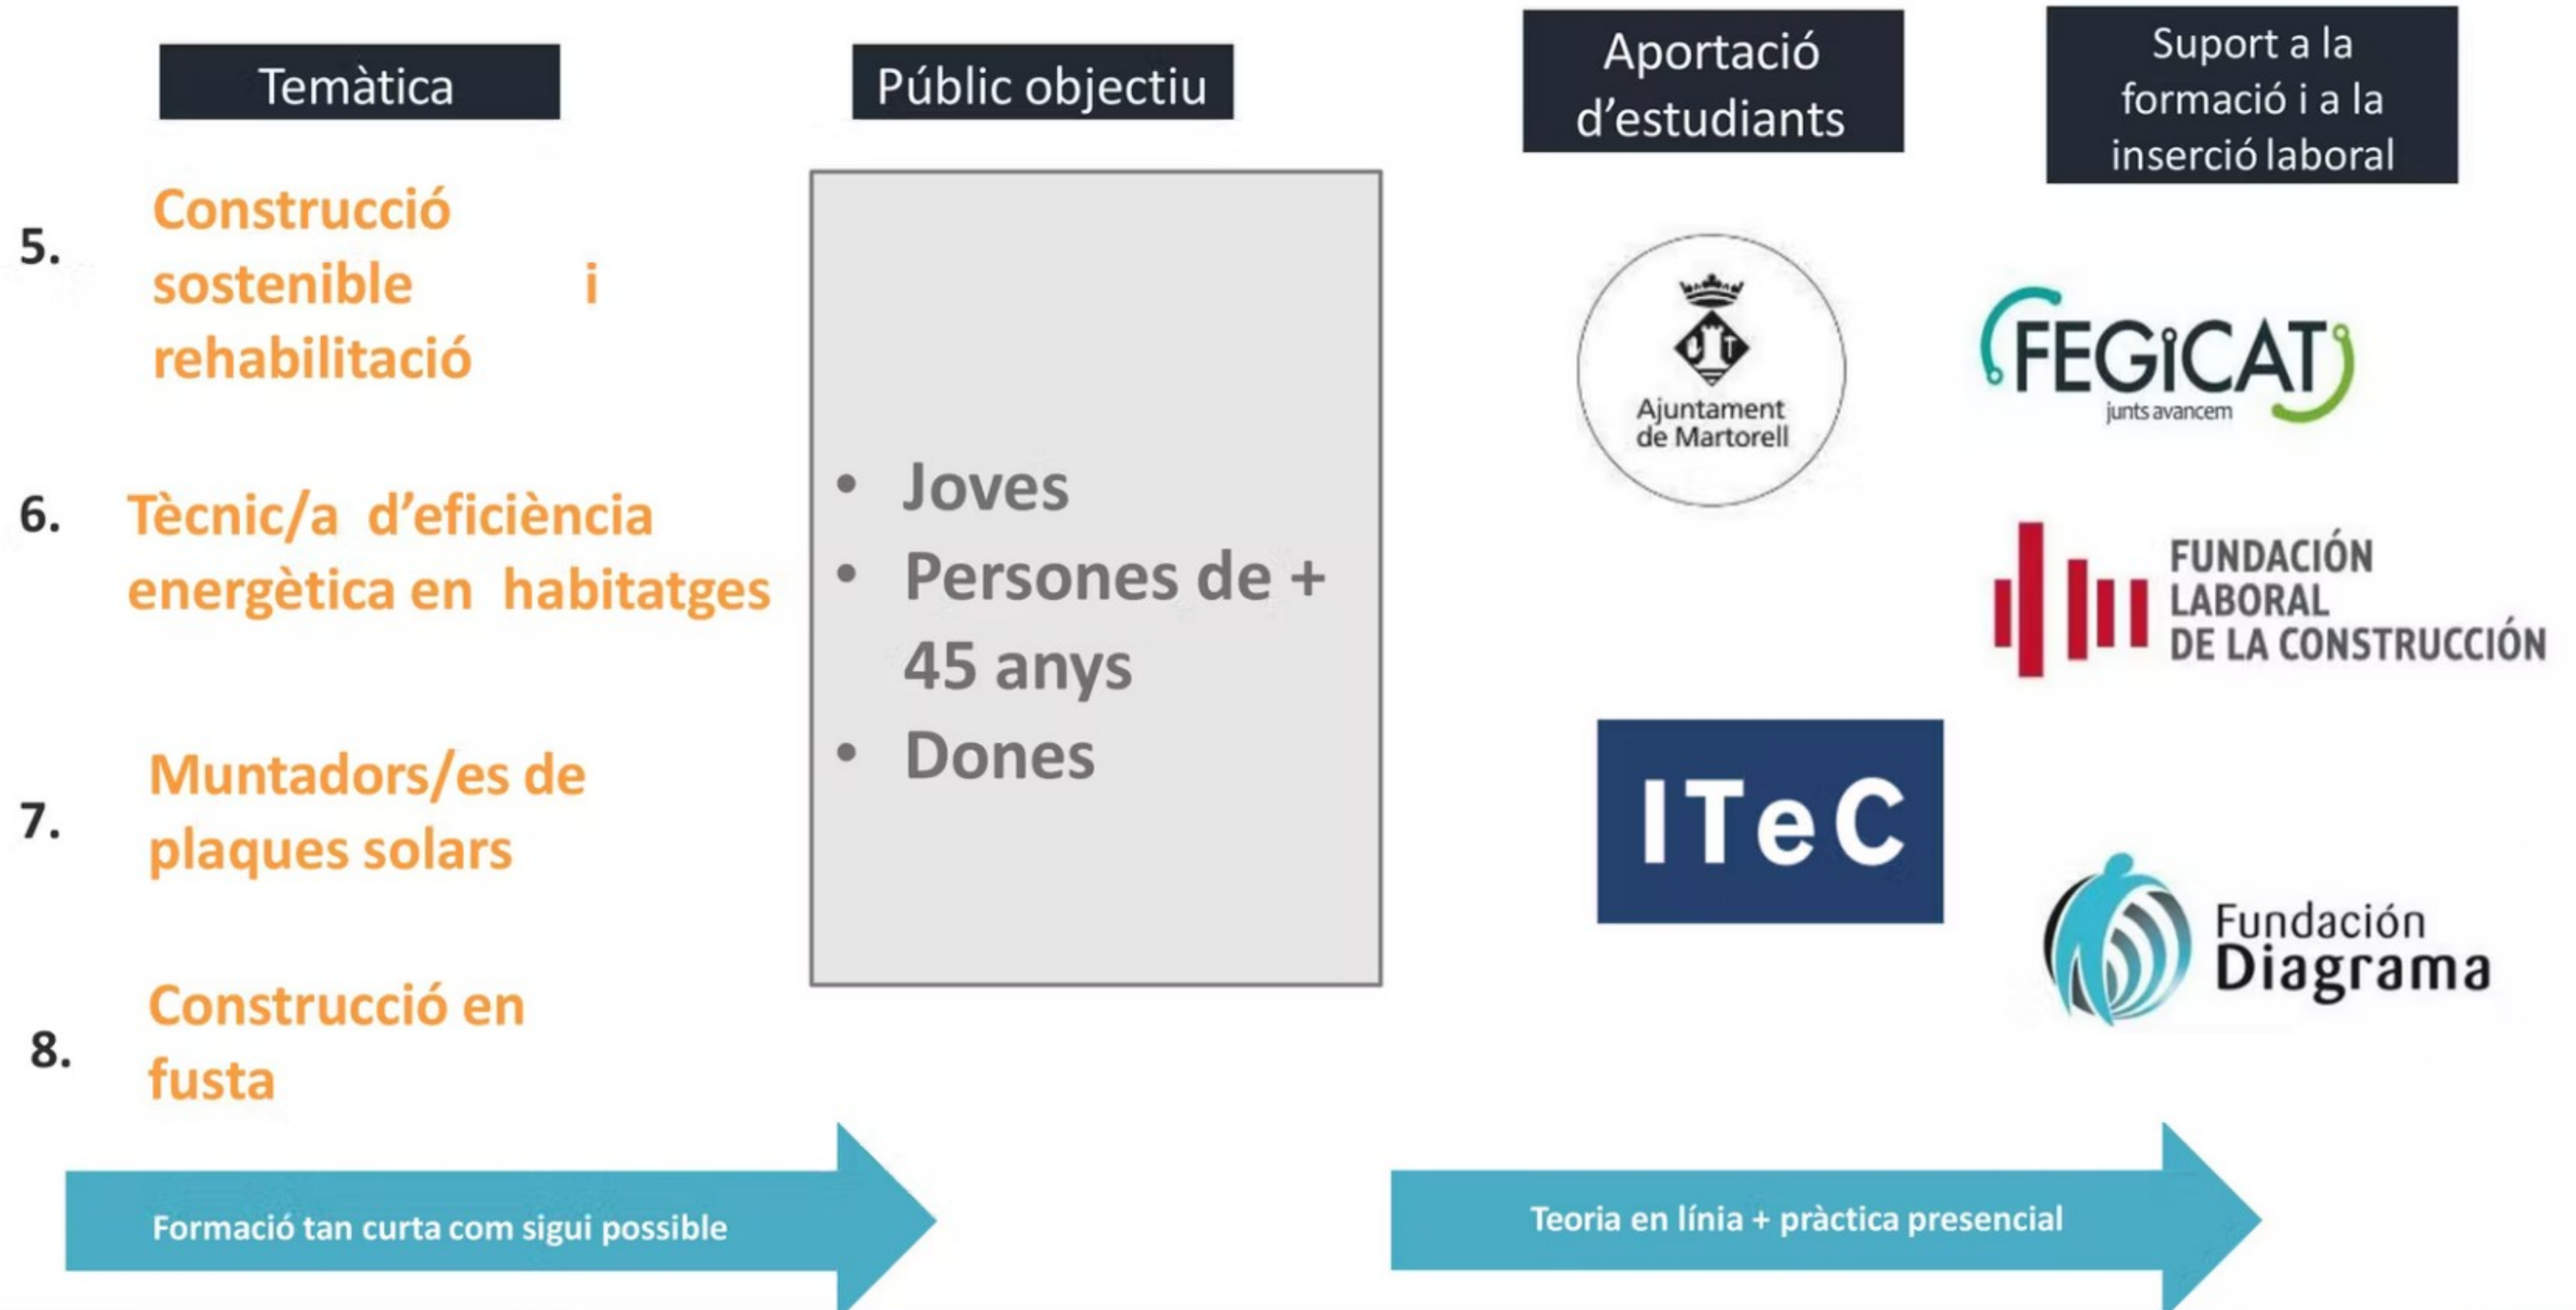 Temàtica
Públic objectiu
Aportació
d'estudiants
Suport a la
formació i a la
inserció laboral
5.
Construcció
sostenible i
rehabilitació
6.
Tècnic/a d'eficiència
energètica en habitatges
7.
Muntadors/es de
plaques solars
8.
Construcció en
fusta
• Joves
• Persones de +
45 anys
• Dones
Ajuntament
de Martorell
ITeC
FEGiCAT
junts avancem
FUNDACIÓN
LABORAL
DE LA CONSTRUCCIÓN
Fundación
Diagrama
Formació tan curta com sigui possible
Teoria en línia + pràctica presencial